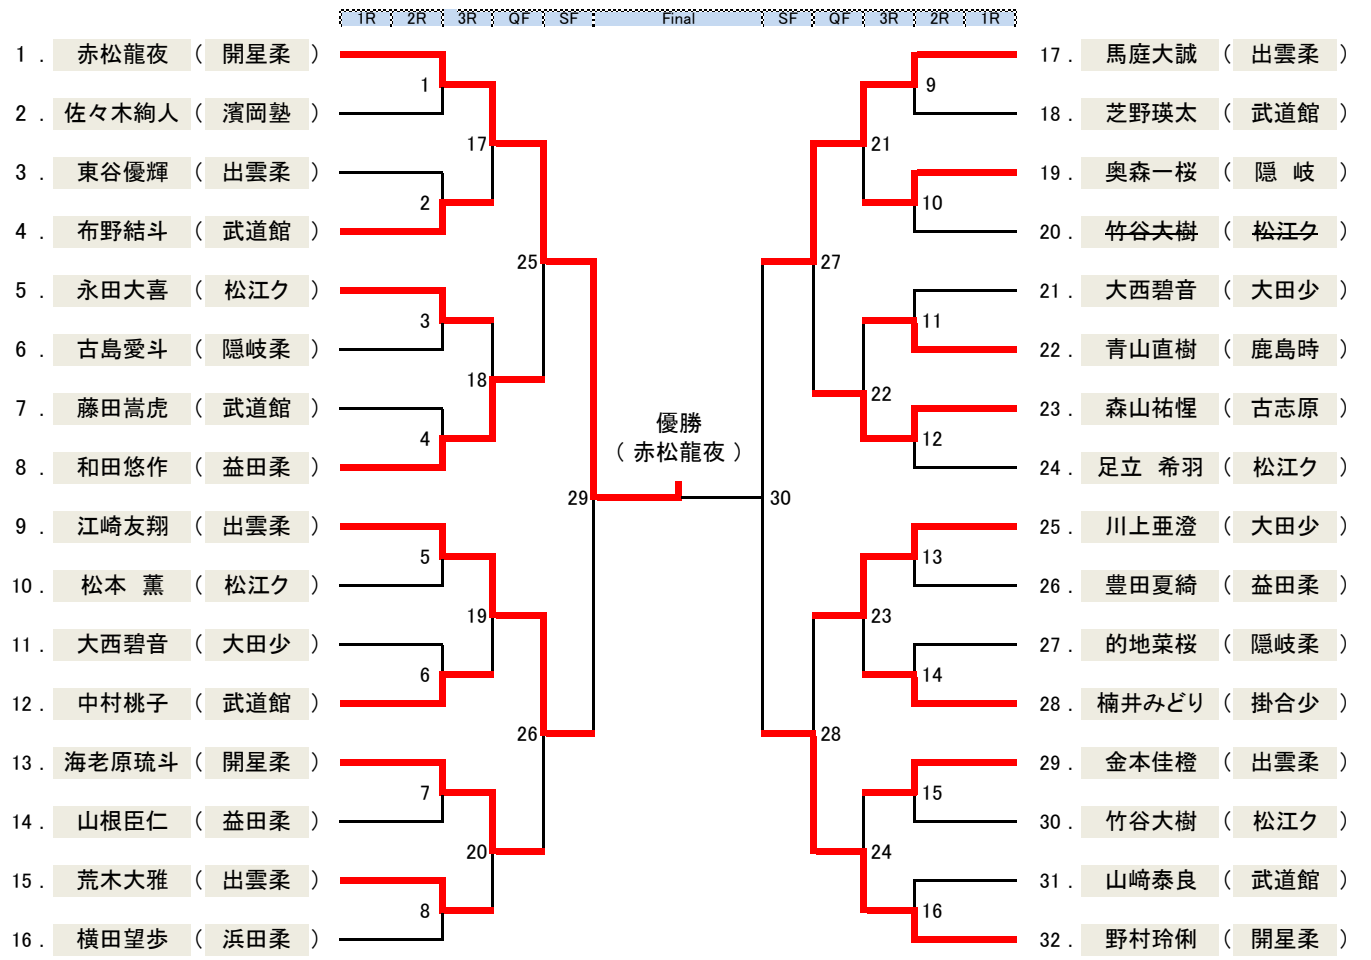 1R 2R 3R QF SF Final SF QF 3R 2R 1R
1 . 赤松龍夜 ( 開星柔 )
2 . 佐々木絢人 ( 濱岡塾 )
3 . 東谷優輝 ( 出雲柔 )
4 . 布野結斗 ( 武道館 )
5 . 永田大喜 ( 松江ク )
6 . 古島愛斗 ( 隠岐柔 )
7 . 藤田嵩虎 ( 武道館 )
8 . 和田悠作 ( 益田柔 )
9 . 江崎友翔 ( 出雲柔 )
10 . 松本 薫 ( 松江ク )
11 . 大西碧音 ( 大田少 )
12 . 中村桃子 ( 武道館 )
13 . 海老原琉斗 ( 開星柔 )
14 . 山根臣仁 ( 益田柔 )
15 . 荒木大雅 ( 出雲柔 )
16 . 横田望歩 ( 浜田柔 )
1
2
3
4
5
6
7
8
17
18
19
20
25
26
29
優勝
( 赤松龍夜 )
30
27
28
21
22
23
24
9
10
11
12
13
14
15
16
17 . 馬庭大誠 ( 出雲柔 )
18 . 芝野瑛太 ( 武道館 )
19 . 奥森一桜 ( 隠 岐 )
20 . 竹谷大樹 ( 松江ク )
21 . 大西碧音 ( 大田少 )
22 . 青山直樹 ( 鹿島時 )
23 . 森山祐惺 ( 古志原 )
24 . 足立 希羽 ( 松江ク )
25 . 川上亜澄 ( 大田少 )
26 . 豊田夏綺 ( 益田柔 )
27 . 的地菜桜 ( 隠岐柔 )
28 . 楠井みどり ( 掛合少 )
29 . 金本佳橙 ( 出雲柔 )
30 . 竹谷大樹 ( 松江ク )
31 . 山﨑泰良 ( 武道館 )
32 . 野村玲俐 ( 開星柔 )